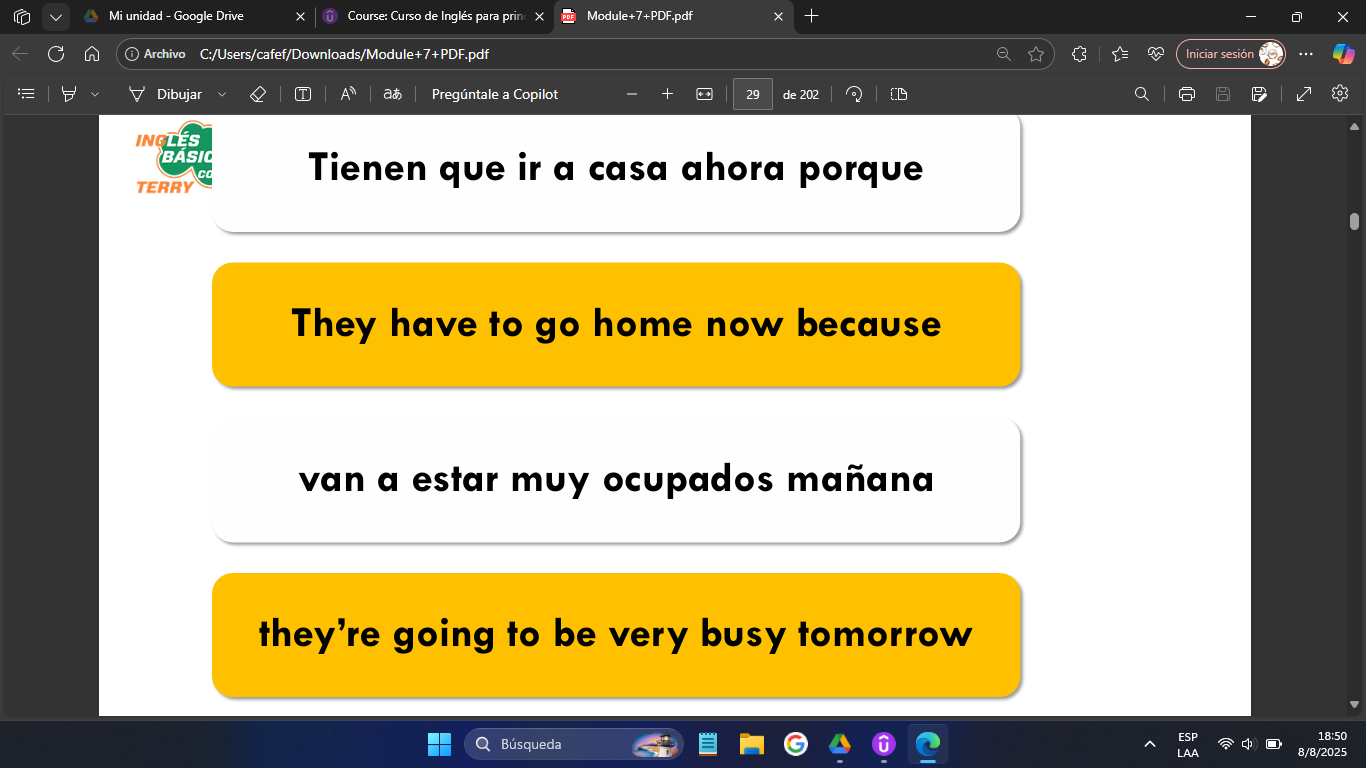 Mi unidad - Google Drive
Course: Curso de Inglés para prin
Module+7+PDF.pdf
Archivo
C:/Users/cafef/Downloads/Module+7+PDF.pdf
Iniciar sesión
Dibujar
Pregúntale a Copilot
29
de 202
INGLÉS
BÁSIC
CO
TERRY
Tienen que ir a casa ahora porque
They have to go home now because
van a estar muy ocupados mañana
they're going to be very busy tomorrow
Búsqueda
ESP
LAA
18:50
8/8/2025